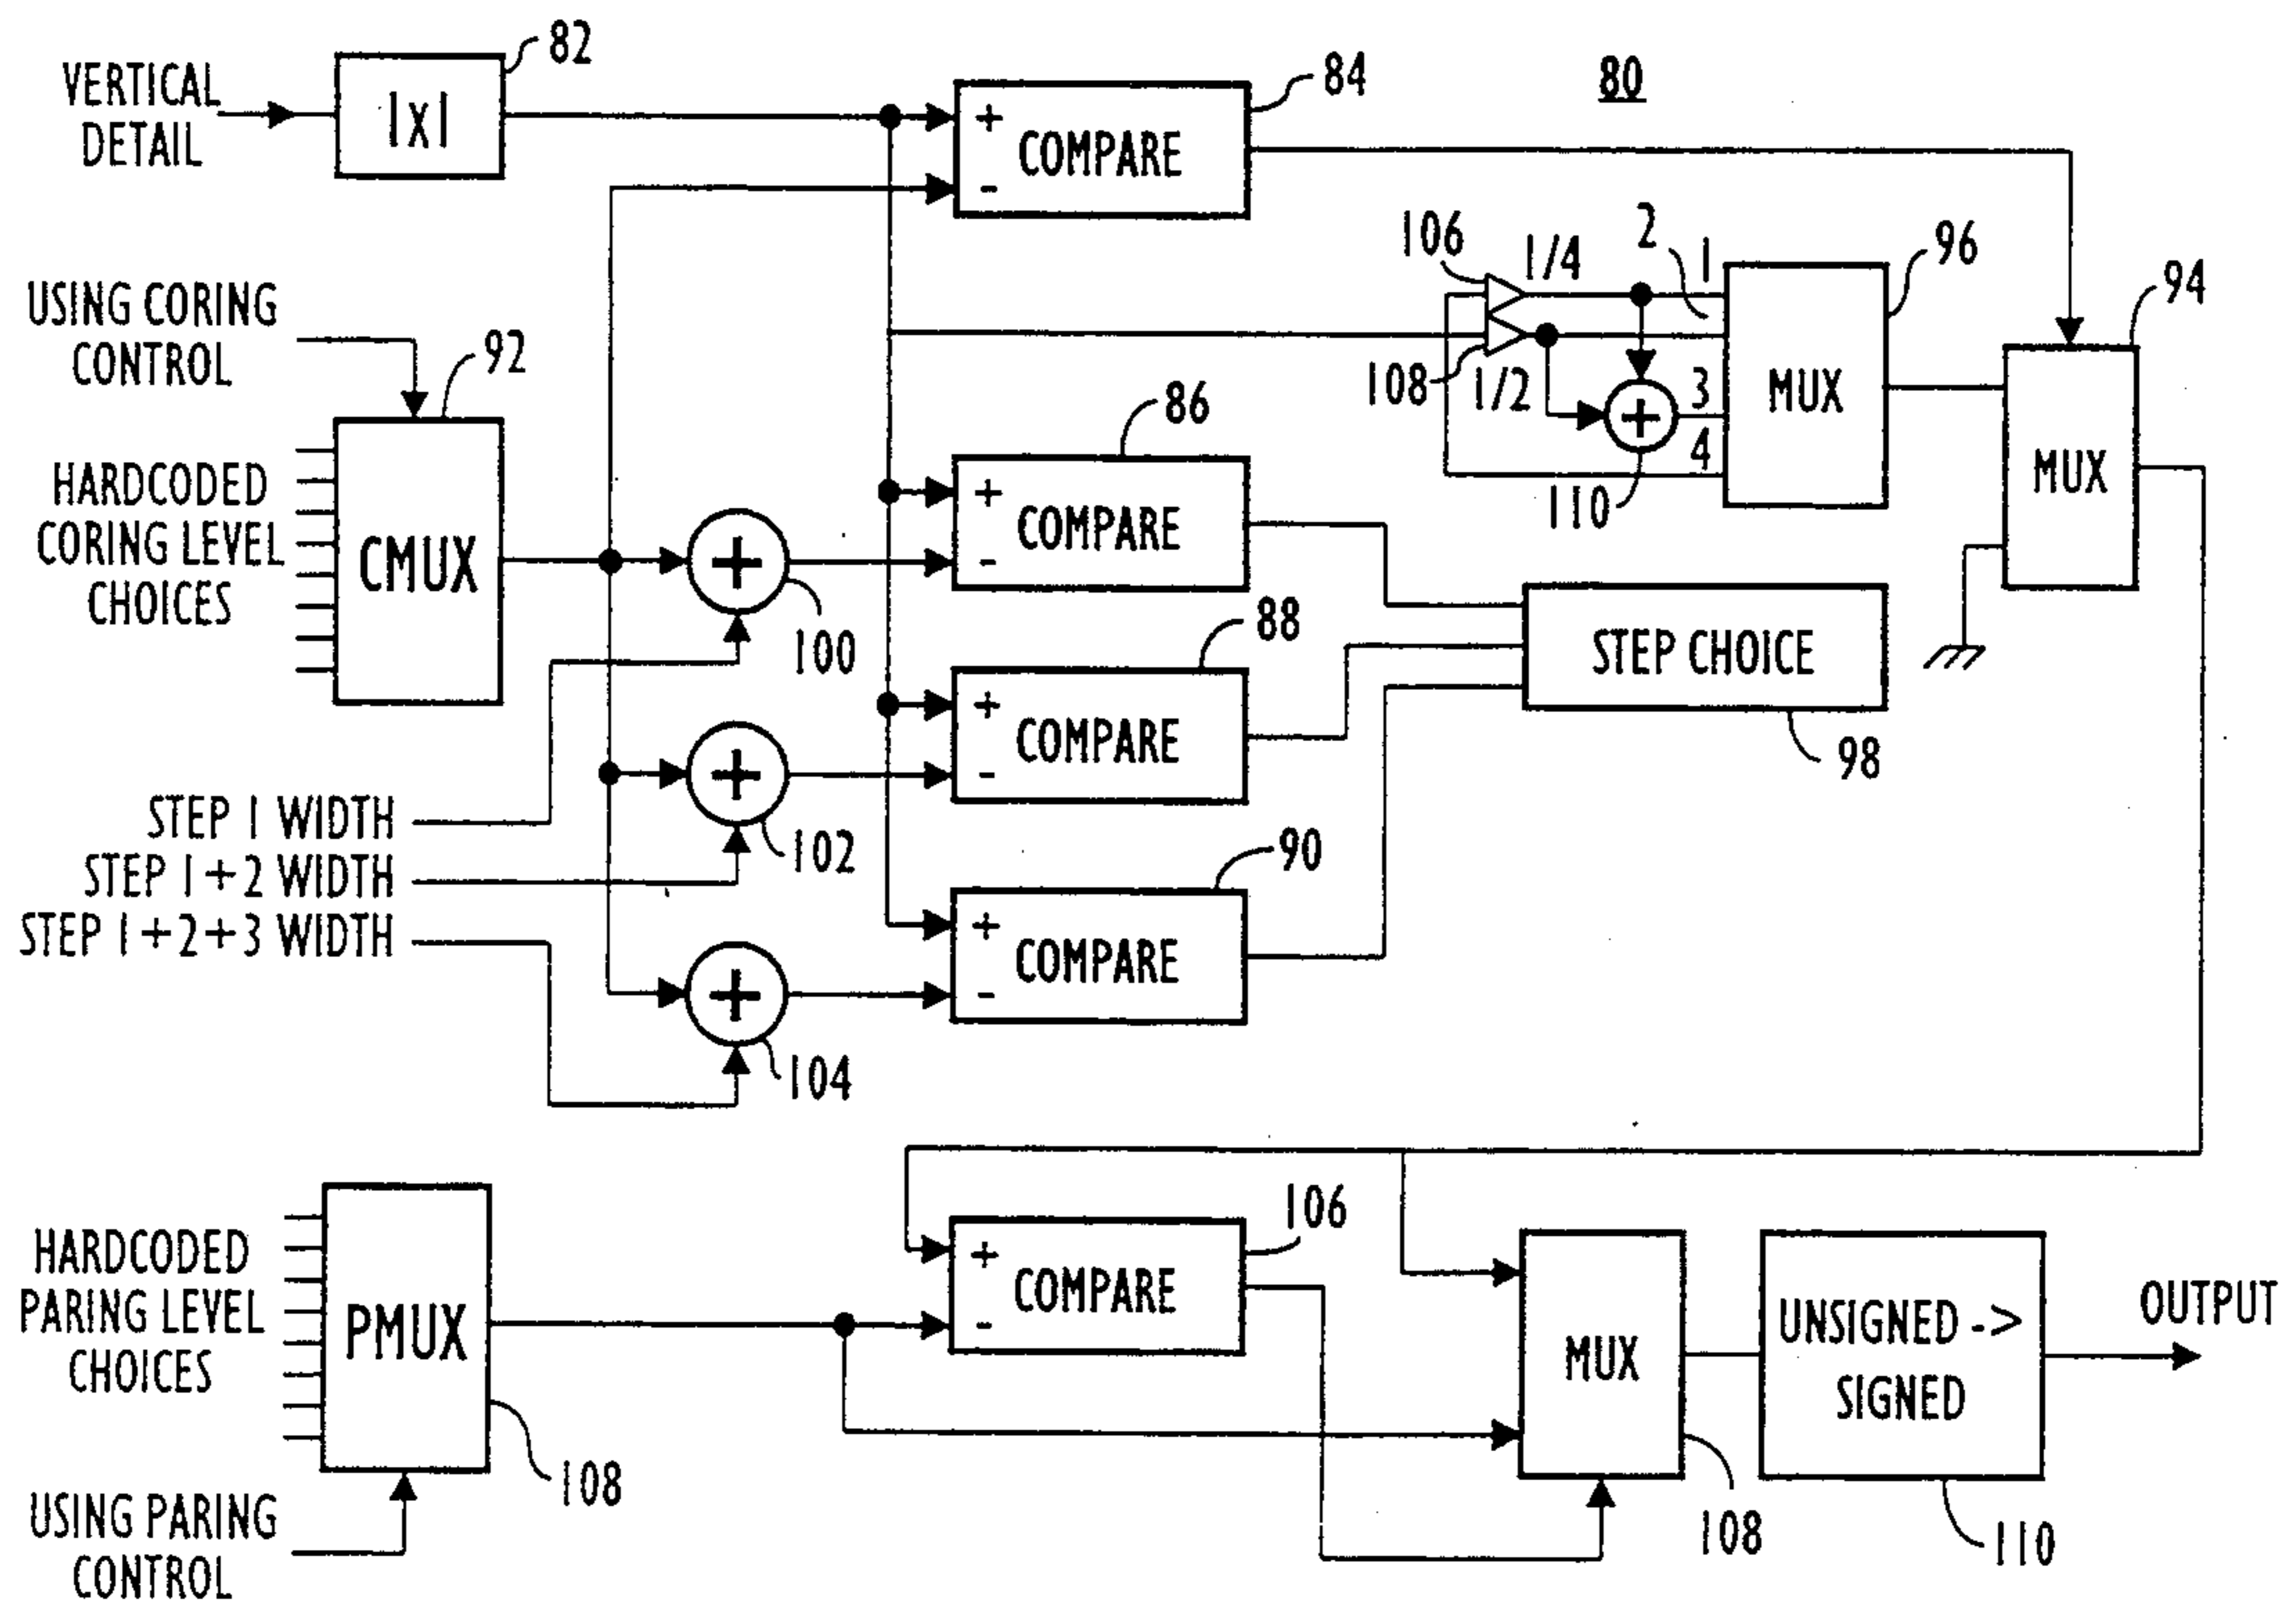 80
VERTICAL
DETAIL
|X|
82
+
-
COMPARE
84
USING CORING
CONTROL
92
HARDCODED
CORING LEVEL
CHOICES
CMUX
106
1/4
2
1
96
108
1/2
3
4
110
MUX
94
MUX
+
100
+
-
COMPARE
86
+
102
+
-
COMPARE
88
STEP CHOICE
98
STEP 1 WIDTH
STEP 1+2 WIDTH
STEP 1+2+3 WIDTH
+
104
+
-
COMPARE
90
+
HARDCODED
PARING LEVEL
CHOICES
PMUX
108
USING PARING
CONTROL
+
-
COMPARE
106
MUX
108
UNSIGNED ->
SIGNED
110
OUTPUT